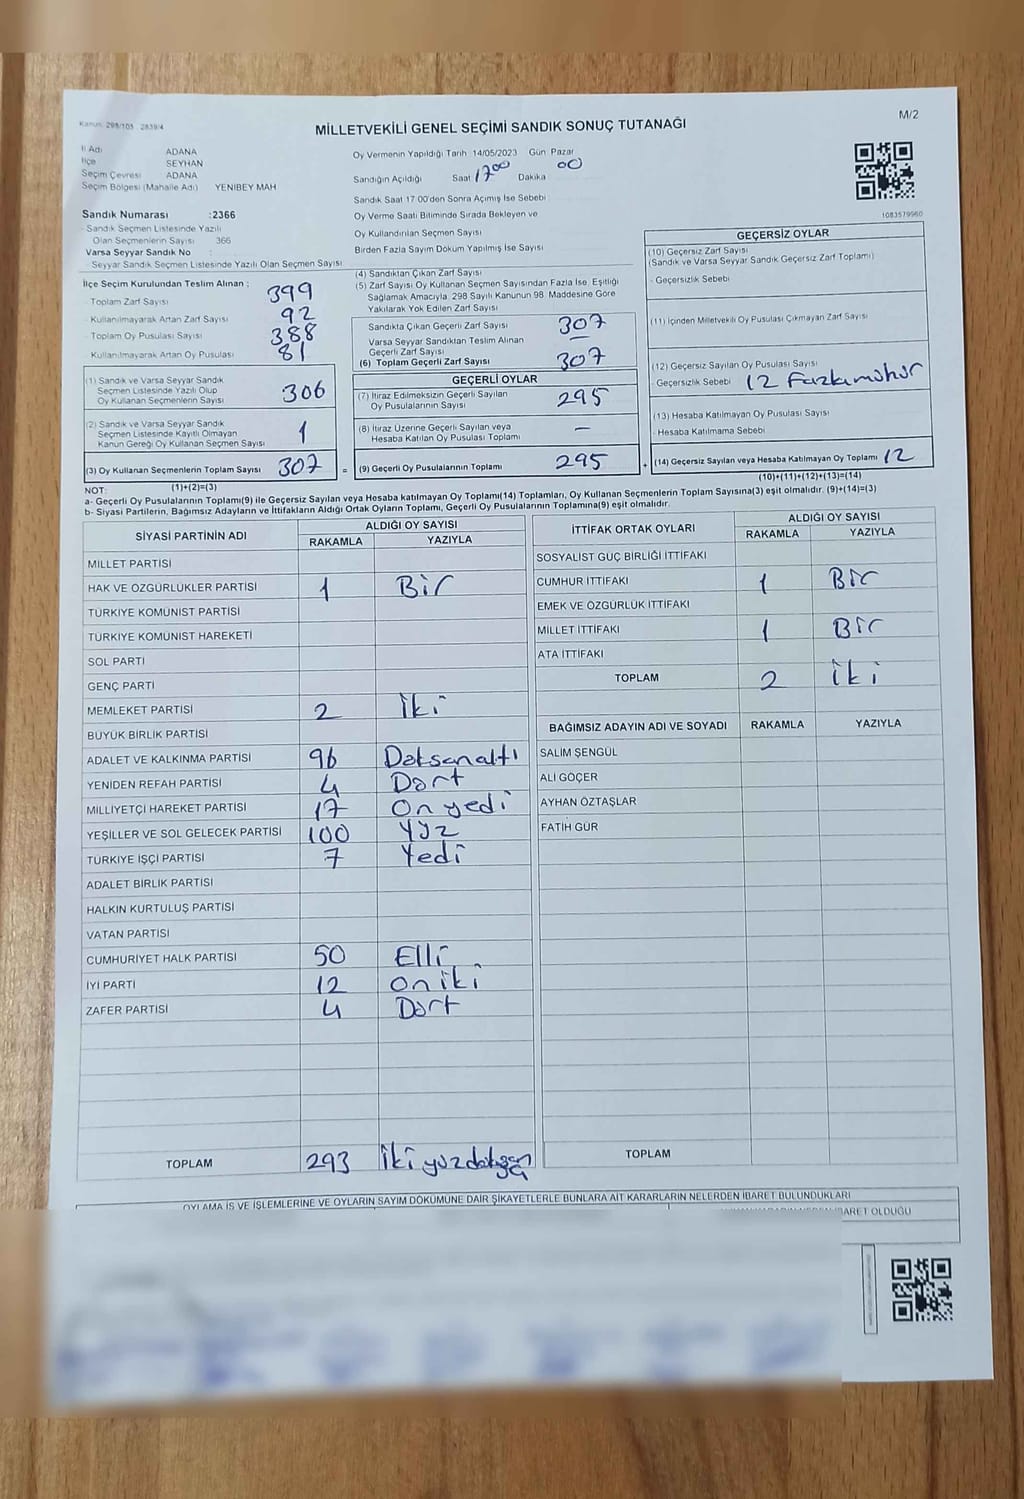 Kanun: 298/105 2839/4
MİLLETVEKİLİ GENEL SEÇİMİ SANDIK SONUÇ TUTANAĞI
M/2
İl Adı ADANA
İlçe SEYHAN
Seçim Çevresi ADANA
Seçim Bölgesi (Mahalle Adı) YENİBEY MAH
Sandık Numarası :2366
Sandık Seçmen Listesinde Yazılı
Olan Seçmenlerin Sayısı 366
Varsa Seyyar Sandık No :
Seyyar Sandık Seçmen Listesinde Yazılı Olan Seçmen Sayısı
Oy Vermenin Yapıldığı Tarih 14/05/2023 Gün Pazar
Sandığın Açıldığı Saat 17 00 Dakika 00
Sandık Saat 17 00'den Sonra Açımış İse Sebebi
Oy Verme Saati Bitiminde Sırada Bekleyen ve
Oy Kullandırılan Seçmen Sayısı
Birden Fazla Sayım Döküm Yapılmış İse Sayısı
1083579960
İlçe Seçim Kurulundan Teslim Alınan ;
Toplam Zarf Sayısı 399
Kullanılmayarak Artan Zarf Sayısı 92
Toplam Oy Pusulası Sayısı 388
Kullanılmayarak Artan Oy Pusulası 81
(1) Sandık ve Varsa Seyyar Sandık
Seçmen Listesinde Yazılı Olup
Oy Kullanan Seçmenlerin Sayısı 306
(2) Sandık ve Varsa Seyyar Sandık
Seçmen Listesinde Kayıtlı Olmayan
Kanun Gereği Oy Kullanan Seçmen Sayısı 1
(3) Oy Kullanan Seçmenlerin Toplam Sayısı 307
(1)+(2)=(3)
(4) Sandıktan Çıkan Zarf Sayısı
(5) Zarf Sayısı Oy Kullanan Seçmen Sayısından Fazla İse, Eşitliği
Sağlamak Amacıyla 298 Sayılı Kanunun 98 Maddesine Göre
Yakılarak Yok Edilen Zarf Sayısı
Sandıkta Çıkan Geçerli Zarf Sayısı 307
Varsa Seyyar Sandıktan Teslim Alınan
Geçerli Zarf Sayısı —
(6) Toplam Geçerli Zarf Sayısı 307
GEÇERLİ OYLAR
(7) İtiraz Edilmeksizin Geçerli Sayılan
Oy Pusulalarının Sayısı 295
(8) İtiraz Üzerine Geçerli Sayılan veya
Hesaba Katılan Oy Pusulası Toplamı —
= (9) Geçerli Oy Pusulalarının Toplamı 295
GEÇERSİZ OYLAR
(10) Geçersiz Zarf Sayısı
(Sandık ve Varsa Seyyar Sandık Geçersiz Zarf Toplamı)
Geçersizlik Sebebi
(11) İçinden Milletvekili Oy Pusulası Çıkmayan Zarf Sayısı
(12) Geçersiz Sayılan Oy Pusulası Sayısı
Geçersizlik Sebebi 12 Fazla mühür
(13) Hesaba Katılmayan Oy Pusulası Sayısı
Hesaba Katılmama Sebebi
+ (14) Geçersiz Sayılan veya Hesaba Katılmayan Oy Toplamı 12
(10)+(11)+(12)+(13)=(14)
NOT:
a- Geçerli Oy Pusulalarının Toplamı(9) ile Geçersiz Sayılan veya Hesaba katılmayan Oy Toplamı(14) Toplamları, Oy Kullanan Seçmenlerin Toplam Sayısına(3) eşit olmalıdır. (9)+(14)=(3)
b- Siyasi Partilerin, Bağımsız Adayların ve İttifakların Aldığı Ortak Oyların Toplamı, Geçerli Oy Pusulalarının Toplamına(9) eşit olmalıdır.
SİYASİ PARTİNİN ADI ALDIĞI OY SAYISI
RAKAMLA YAZIYLA
MİLLET PARTİSİ
HAK VE ÖZGÜRLÜKLER PARTİSİ 1 Bir
TÜRKİYE KOMÜNİST PARTİSİ
TÜRKİYE KOMÜNİST HAREKETİ
SOL PARTİ
GENÇ PARTİ
MEMLEKET PARTİSİ 2 İki
BÜYÜK BİRLİK PARTİSİ
ADALET VE KALKINMA PARTİSİ 96 Doksanaltı
YENİDEN REFAH PARTİSİ 4 Dört
MİLLİYETÇİ HAREKET PARTİSİ 17 On yedi
YEŞİLLER VE SOL GELECEK PARTİSİ 100 Yüz
TÜRKİYE İŞÇİ PARTİSİ 7 Yedi
ADALET BİRLİK PARTİSİ
HALKIN KURTULUŞ PARTİSİ
VATAN PARTİSİ
CUMHURİYET HALK PARTİSİ 50 Elli
İYİ PARTİ 12 On iki
ZAFER PARTİSİ 4 Dört
TOPLAM 293 İki yüz doksan
İTTİFAK ORTAK OYLARI ALDIĞI OY SAYISI
RAKAMLA YAZIYLA
SOSYALİST GÜÇ BİRLİĞİ İTTİFAKI
CUMHUR İTTİFAKI 1 Bir
EMEK VE ÖZGÜRLÜK İTTİFAKI
MİLLET İTTİFAKI 1 Bir
ATA İTTİFAKI
TOPLAM 2 İki
BAĞIMSIZ ADAYIN ADI VE SOYADI RAKAMLA YAZIYLA
SALİM ŞENGÜL
ALİ GÖÇER
AYHAN ÖZTAŞLAR
FATİH GÜR
TOPLAM
OYLAMA İŞ VE İŞLEMLERİNE VE OYLARIN SAYIM DÖKÜMÜNE DAİR ŞİKAYETLERLE BUNLARA AİT KARARLARIN NELERDEN İBARET BULUNDUKLARI
İBARET OLDUĞU